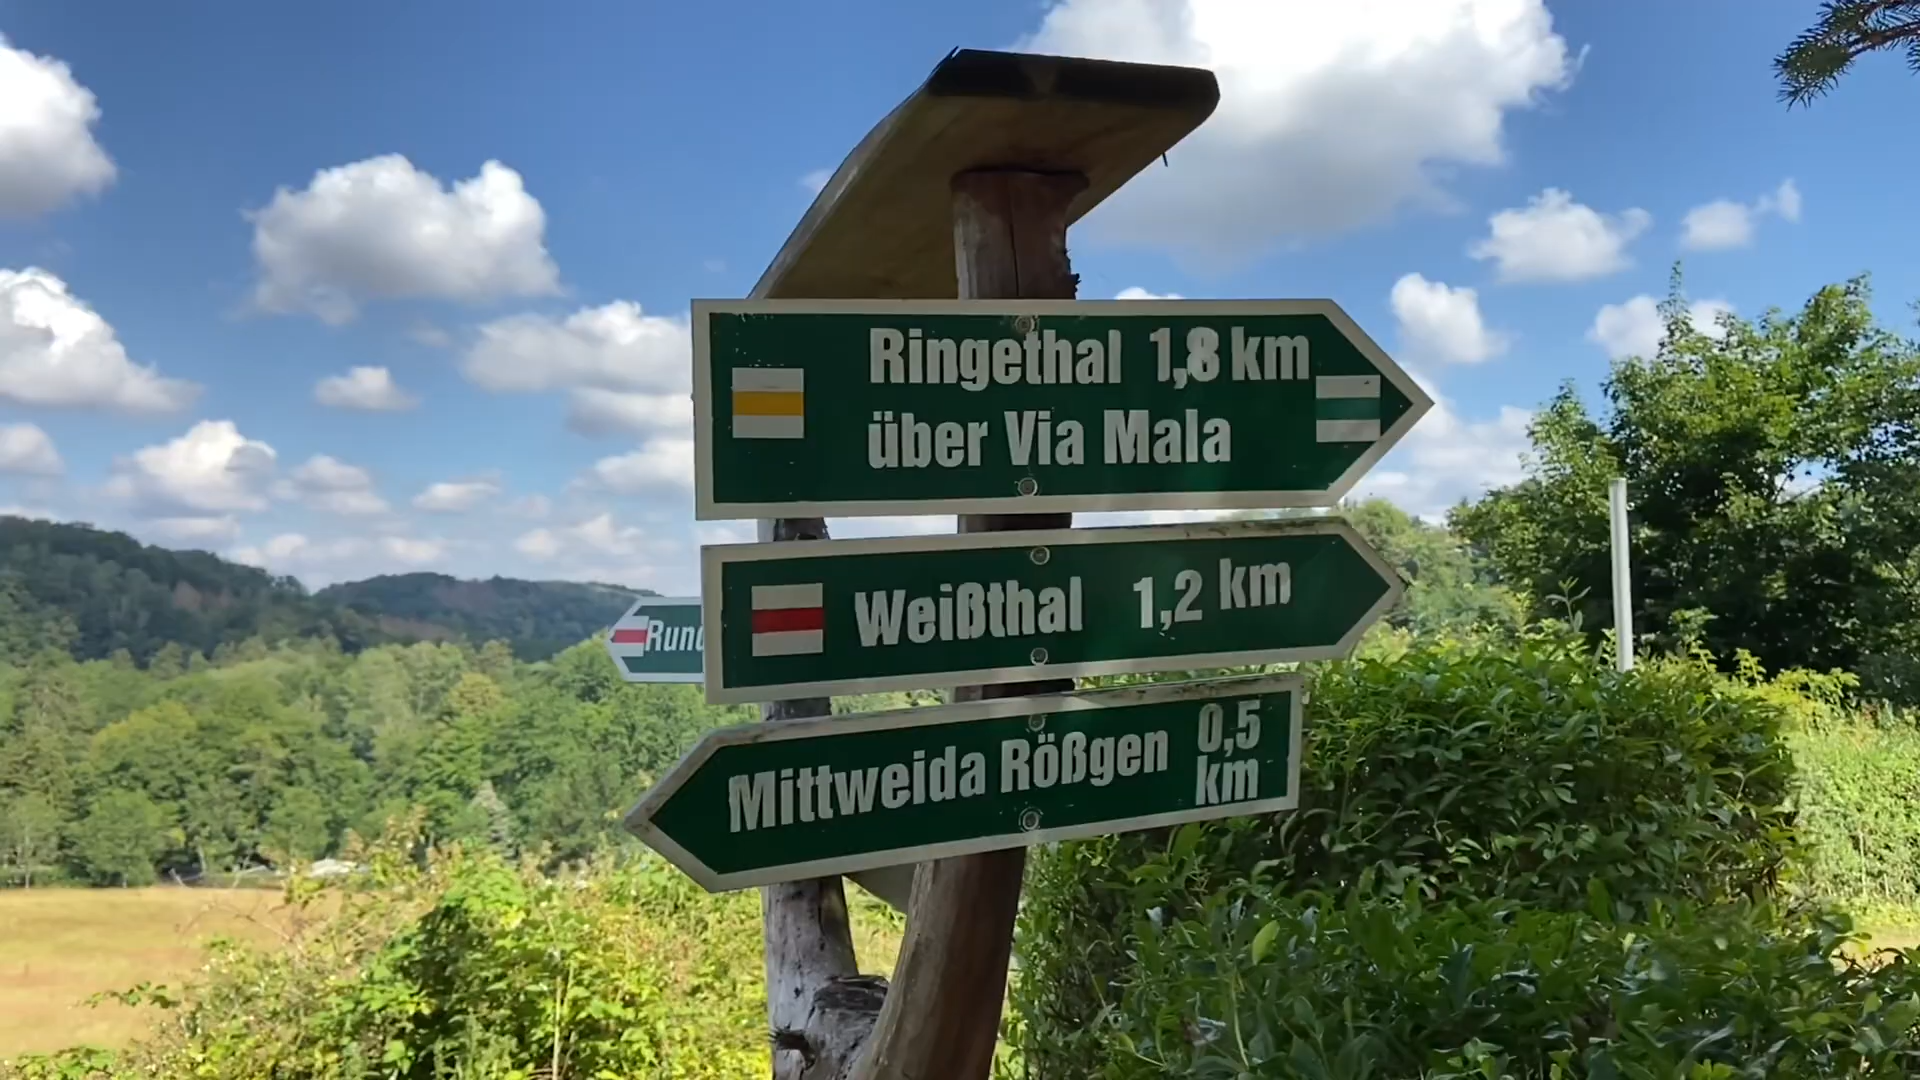 Ringethal 1,8 km
über Via Mala
Weißthal 1,2 km
Mittweida Rößgen 0,5 km